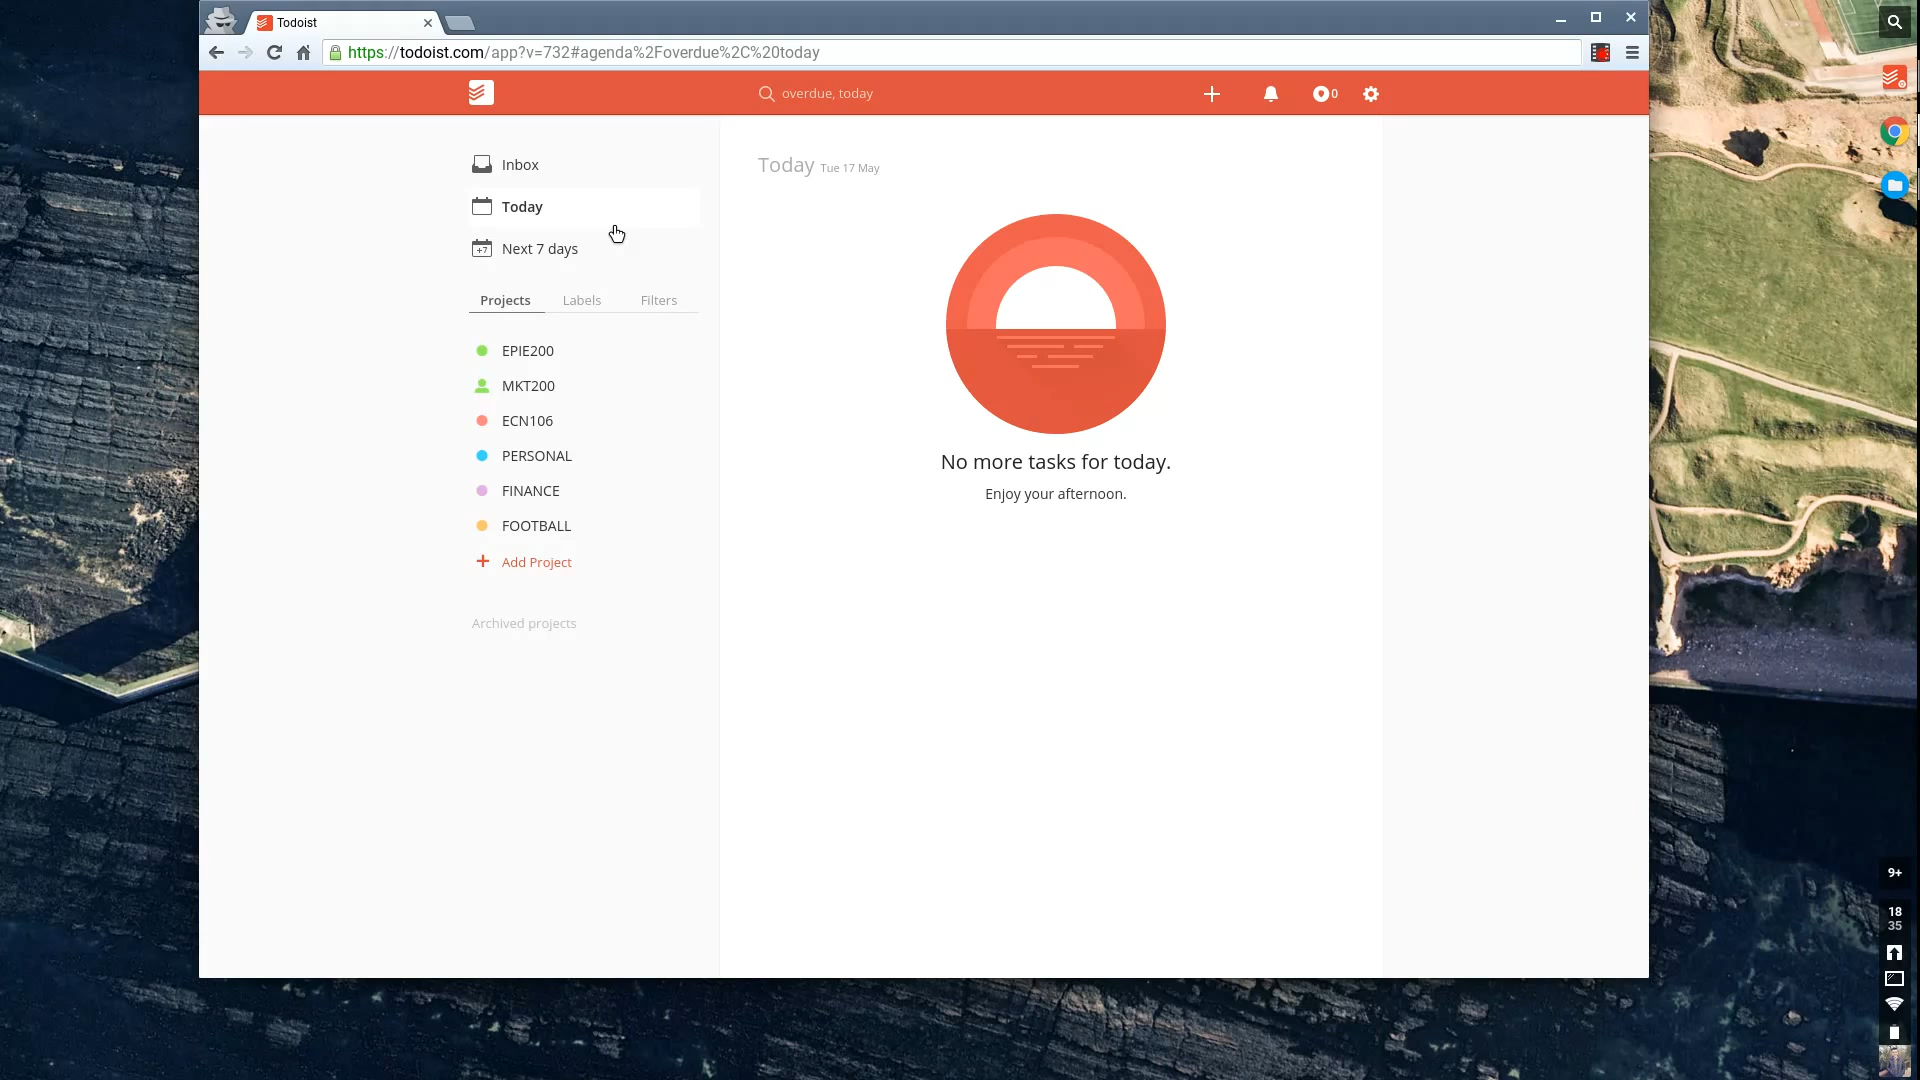 Todoist
https://todoist.com/app?v=732#agenda%2Foverdue%2C%20today
overdue, today
0
Inbox
Today
+7
Next 7 days
Projects
Labels
Filters
EPIE200
MKT200
ECN106
PERSONAL
FINANCE
FOOTBALL
+ Add Project
Archived projects
Today Tue 17 May
No more tasks for today.
Enjoy your afternoon.
9+
18
35